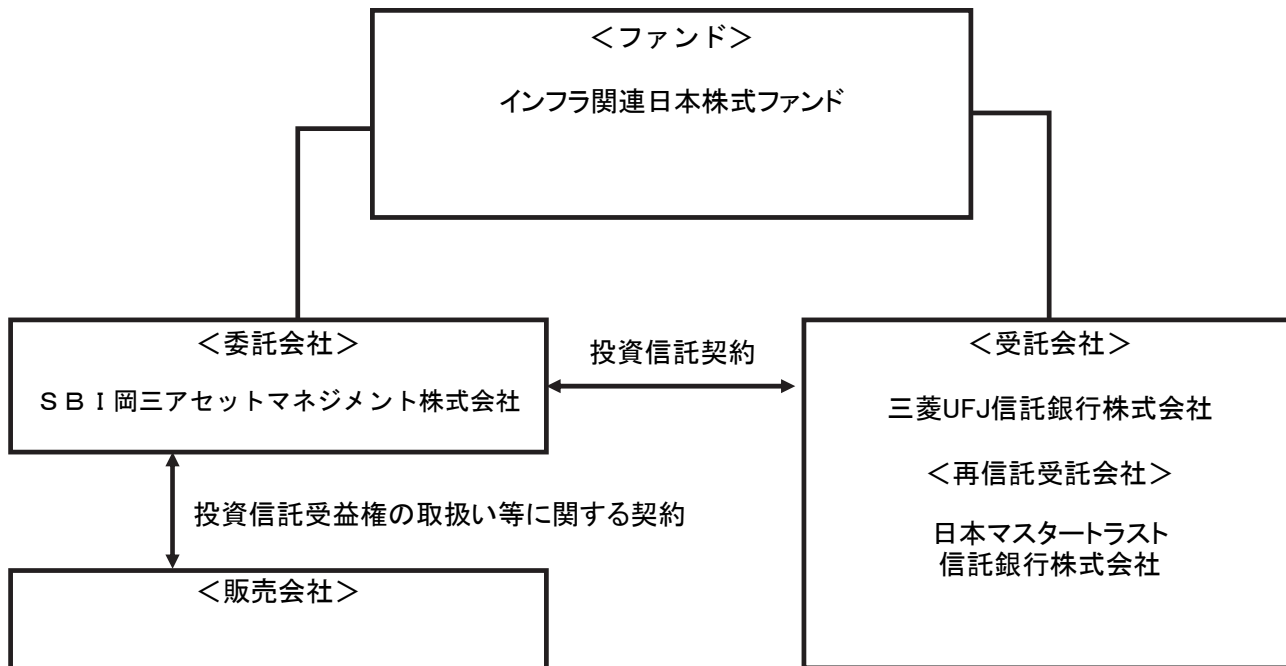 ＜ファンド＞
インフラ関連日本株式ファンド
＜委託会社＞
ＳＢＩ岡三アセットマネジメント株式会社
投資信託契約
＜受託会社＞
三菱UFJ信託銀行株式会社
＜再信託受託会社＞
日本マスタートラスト
信託銀行株式会社
投資信託受益権の取扱い等に関する契約
＜販売会社＞